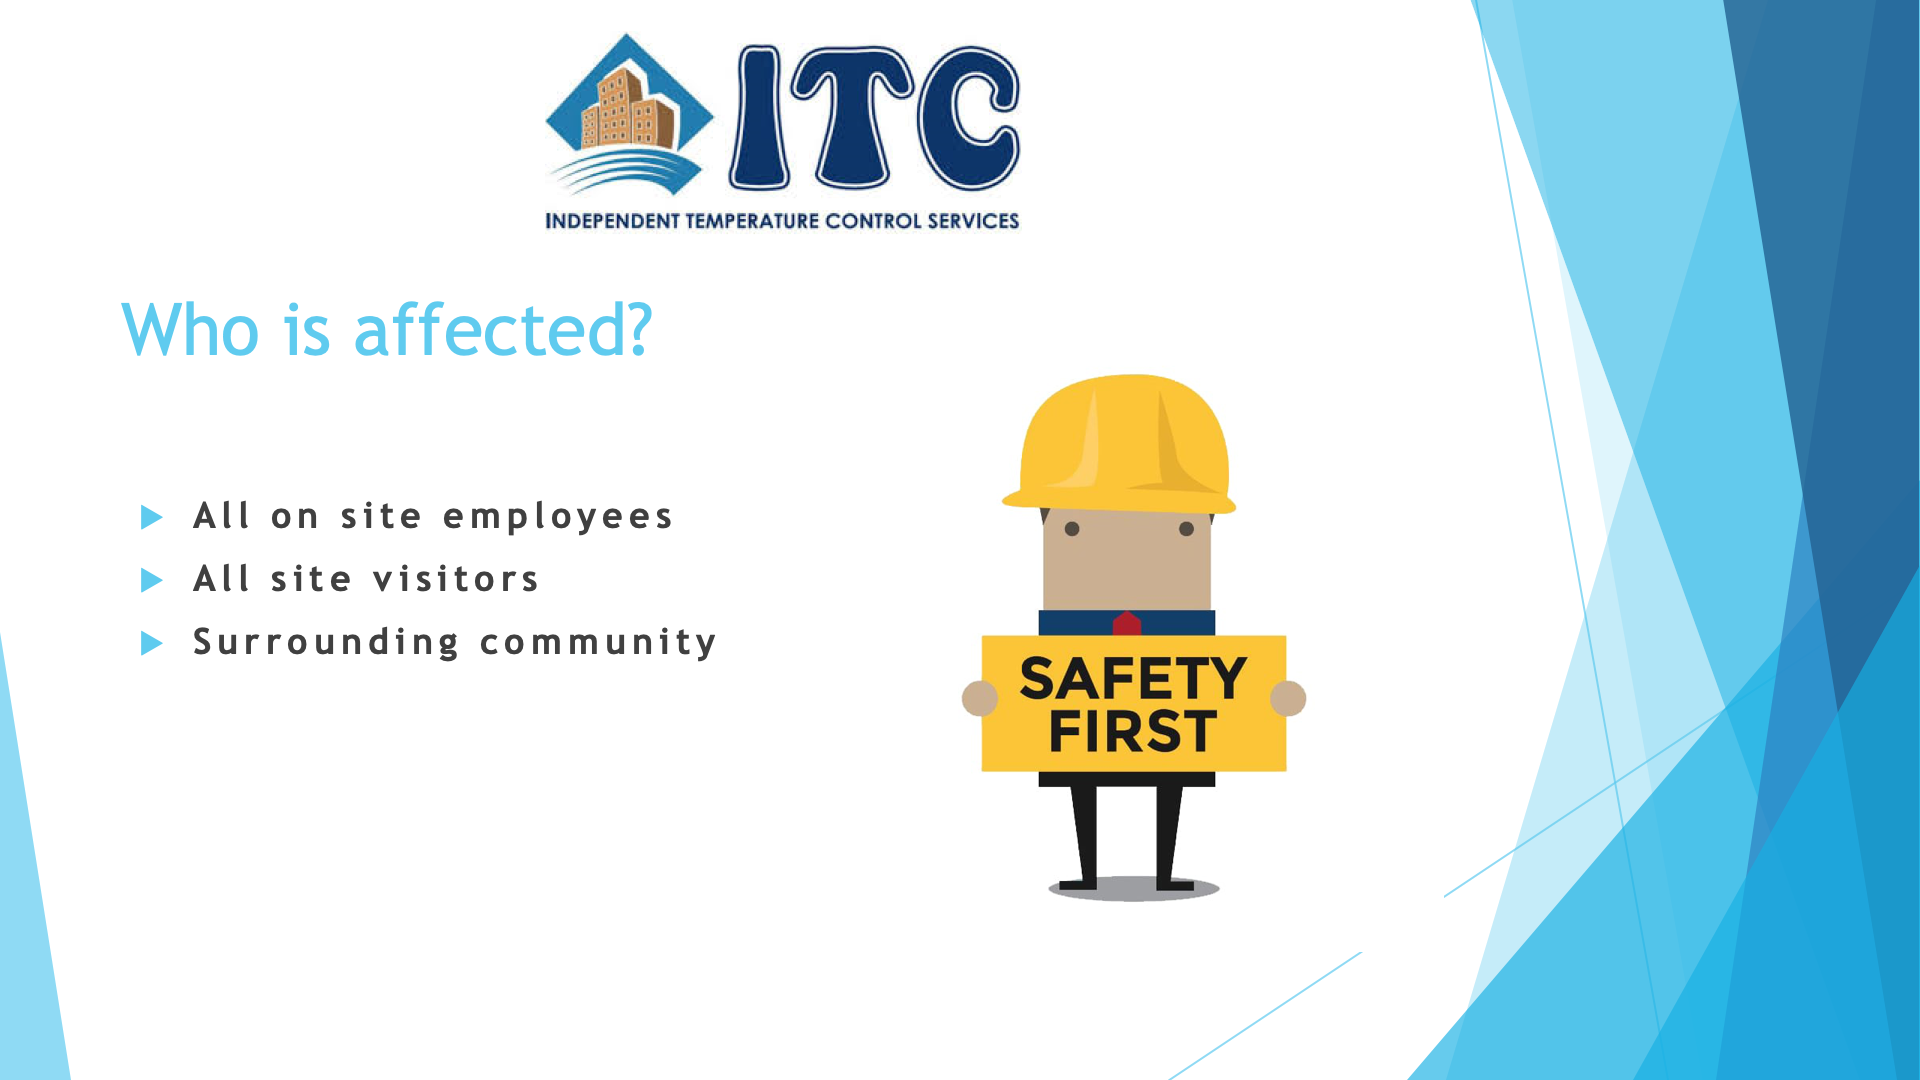 ITC
INDEPENDENT TEMPERATURE CONTROL SERVICES
Who is affected?
All on site employees
All site visitors
Surrounding community
SAFETY
FIRST